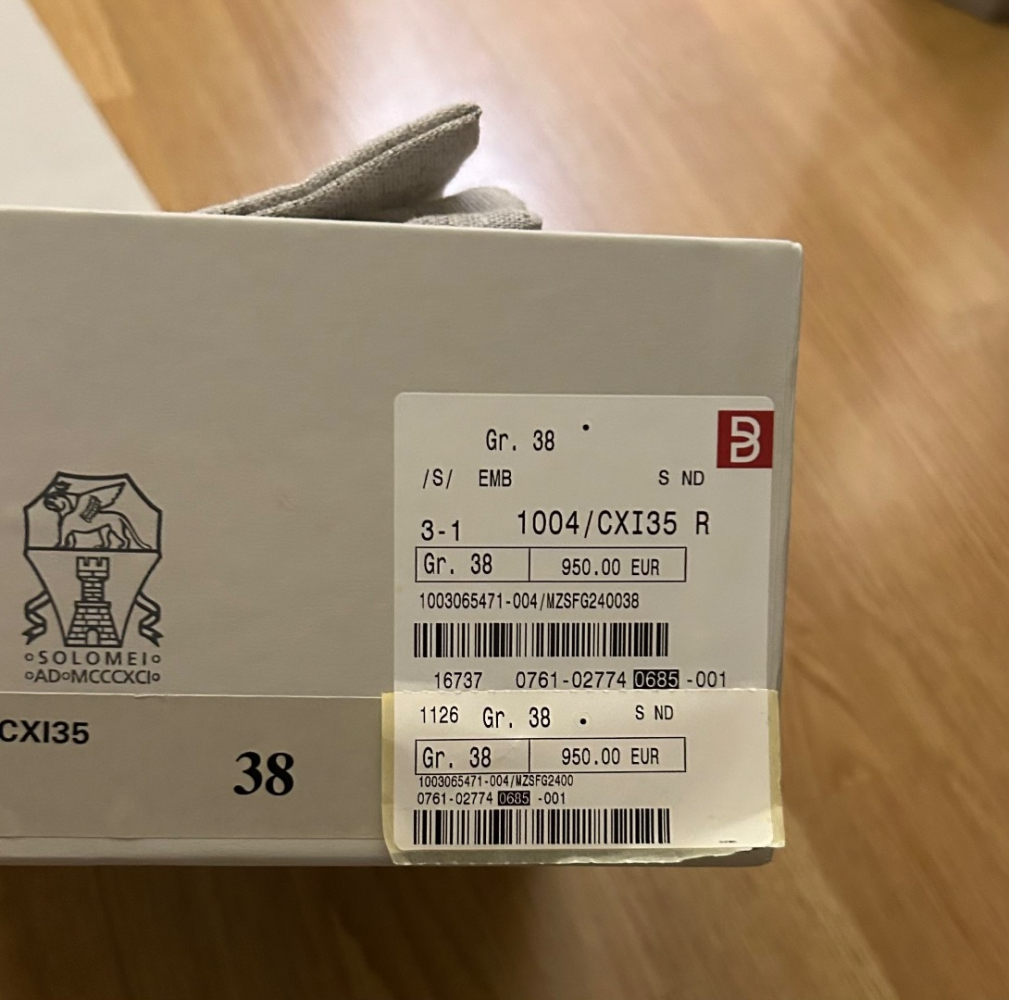 Gr. 38
/S/ EMB S ND
3-1 1004/CXI35 R
Gr. 38 950.00 EUR
1003065471-004/MZSFG240038
16737 0761-02774 0685 -001
1126 Gr. 38 S ND
Gr. 38 950.00 EUR
1003065471-004/MZSFG2400
0761-02774 0685 -001
SOLOMEI
AD MCCCXCI
CXI35
38